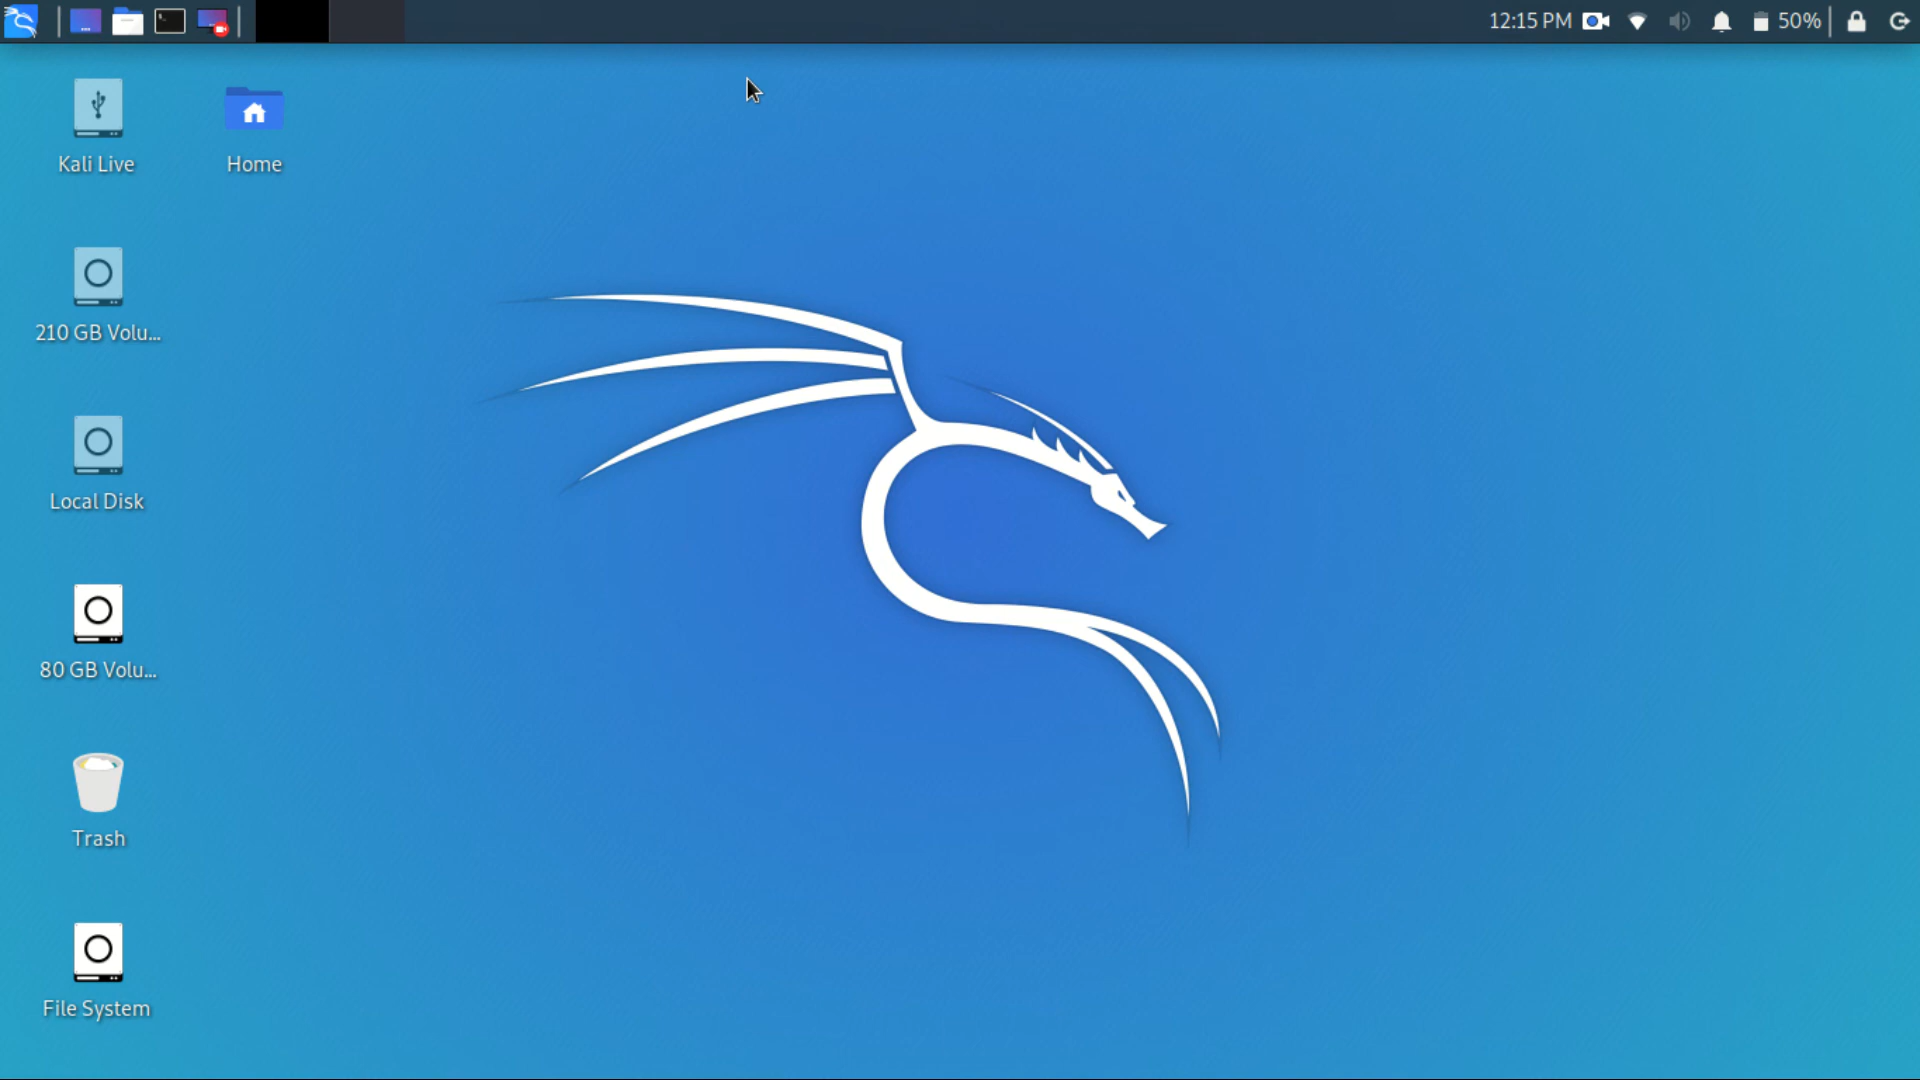 12:15 PM 50%
Kali Live
Home
210 GB Volu...
Local Disk
80 GB Volu...
Trash
File System